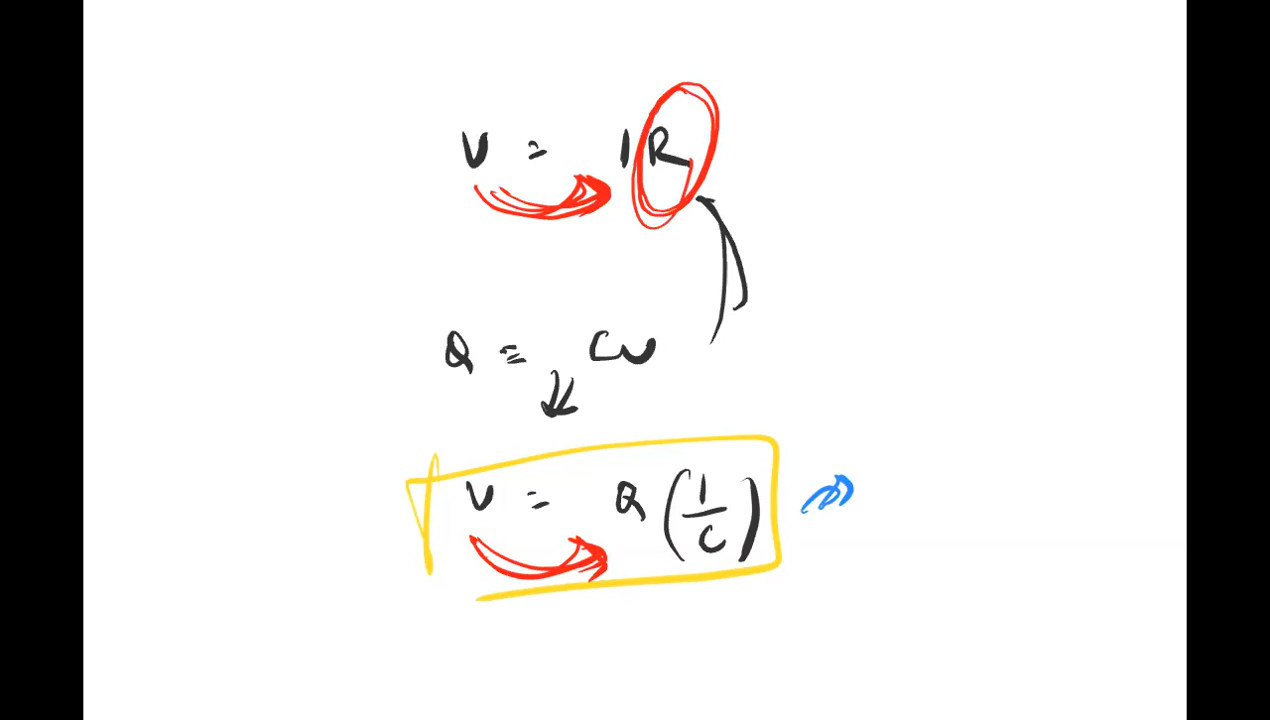 V = IR
Q = CV
V = Q (1/C)